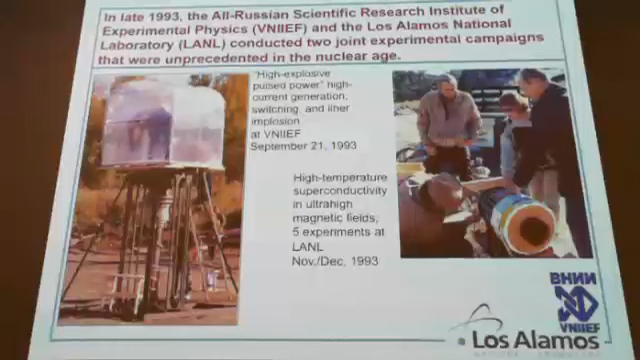 In late 1993, the All-Russian Scientific Research Institute of
Experimental Physics (VNIIEF) and the Los Alamos National
Laboratory (LANL) conducted two joint experimental campaigns
that were unprecedented in the nuclear age.
"High-explosive
pulsed power" high-
current generation,
switching, and liner
implosion
at VNIIEF
September 21, 1993
High-temperature
superconductivity
in ultrahigh
magnetic fields,
5 experiments at
LANL
Nov./Dec, 1993
ВНИИ
VNIIEF
Los Alamos